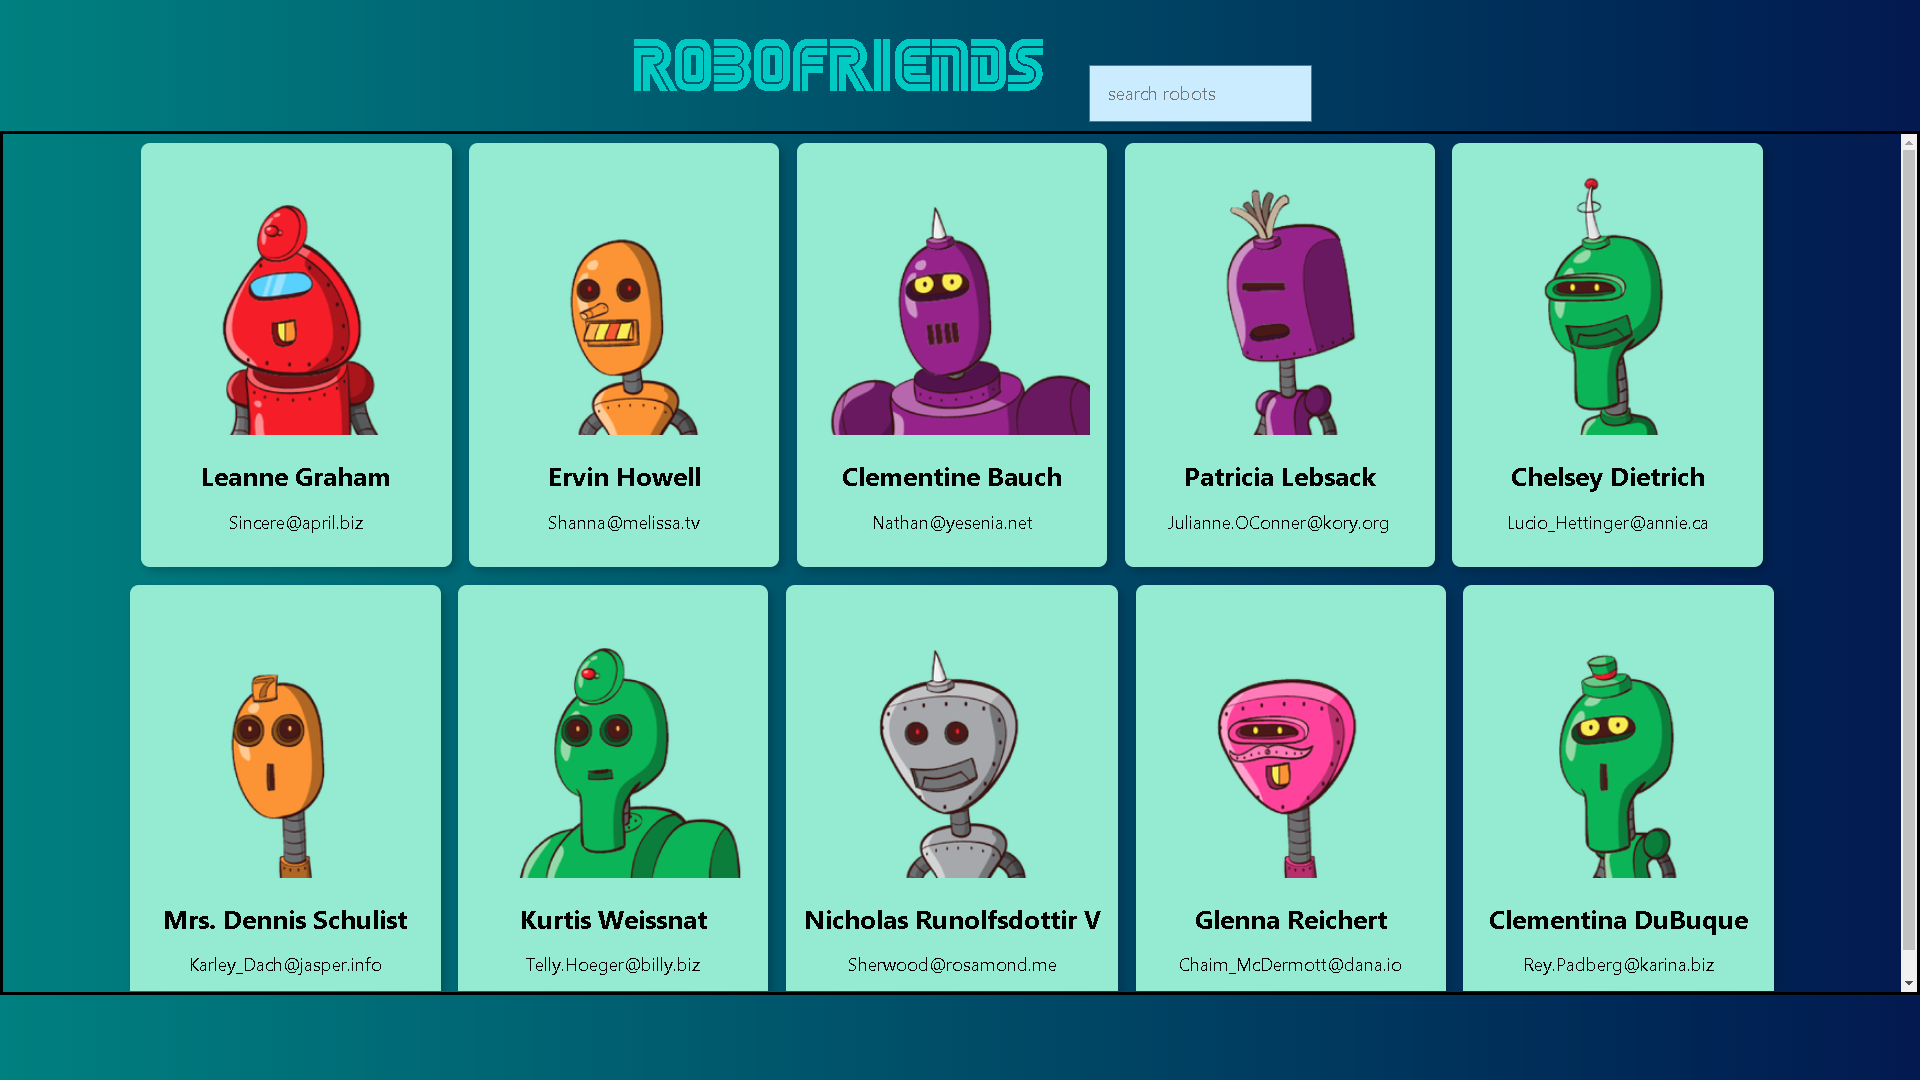 ROBOFRIENDS
search robots
Leanne Graham
Sincere@april.biz
Ervin Howell
Shanna@melissa.tv
Clementine Bauch
Nathan@yesenia.net
Patricia Lebsack
Julianne.OConner@kory.org
Chelsey Dietrich
Lucio_Hettinger@annie.ca
7
Mrs. Dennis Schulist
Karley_Dach@jasper.info
Kurtis Weissnat
Telly.Hoeger@billy.biz
Nicholas Runolfsdottir V
Sherwood@rosamond.me
Glenna Reichert
Chaim_McDermott@dana.io
Clementina DuBuque
Rey.Padberg@karina.biz